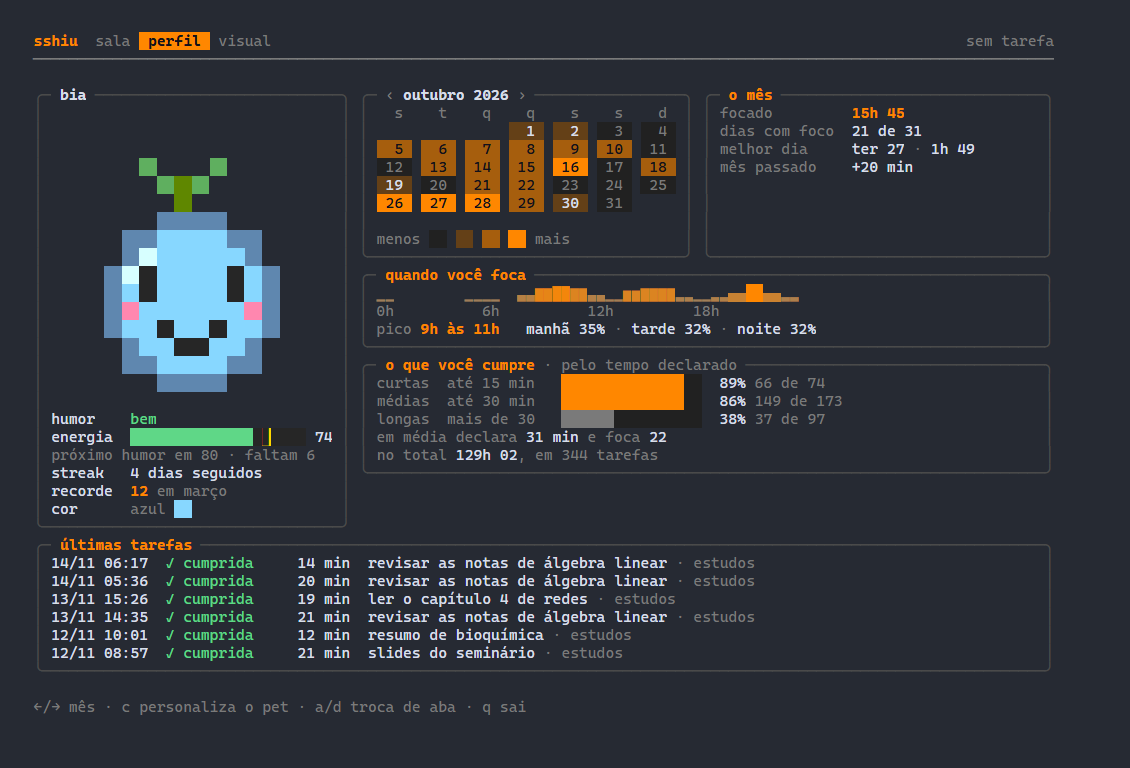 sshiu sala perfil visual sem tarefa
bia
humor bem
energia 74
próximo humor em 80 · faltam 6
streak 4 dias seguidos
recorde 12 em março
cor azul
‹ outubro 2026 ›
s t q q s s d
1 2 3 4
5 6 7 8 9 10 11
12 13 14 15 16 17 18
19 20 21 22 23 24 25
26 27 28 29 30 31
menos mais
o mês
focado 15h 45
dias com foco 21 de 31
melhor dia ter 27 · 1h 49
mês passado +20 min
quando você foca
0h 6h 12h 18h
pico 9h às 11h manhã 35% · tarde 32% · noite 32%
o que você cumpre · pelo tempo declarado
curtas até 15 min 89% 66 de 74
médias até 30 min 86% 149 de 173
longas mais de 30 38% 37 de 97
em média declara 31 min e foca 22
no total 129h 02, em 344 tarefas
últimas tarefas
14/11 06:17 ✓ cumprida 14 min revisar as notas de álgebra linear · estudos
14/11 05:36 ✓ cumprida 20 min revisar as notas de álgebra linear · estudos
13/11 15:26 ✓ cumprida 19 min ler o capítulo 4 de redes · estudos
13/11 14:35 ✓ cumprida 21 min revisar as notas de álgebra linear · estudos
12/11 10:01 ✓ cumprida 12 min resumo de bioquímica · estudos
12/11 08:57 ✓ cumprida 21 min slides do seminário · estudos
←/→ mês · c personaliza o pet · a/d troca de aba · q sai